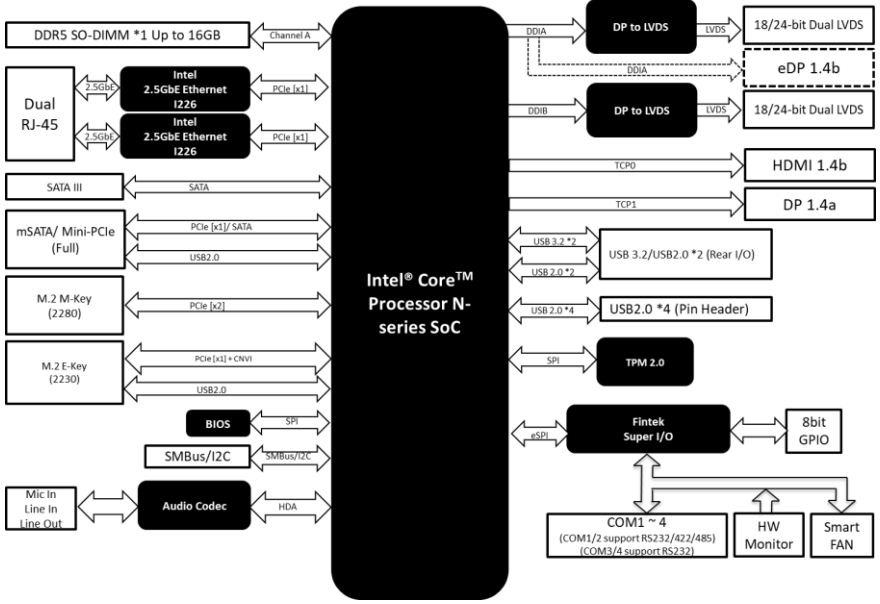 DDR5 SO-DIMM *1 Up to 16GB
Channel A
Dual
RJ-45
2.5GbE
Intel
2.5GbE Ethernet
I226
PCIe [x1]
2.5GbE
Intel
2.5GbE Ethernet
I226
PCIe [x1]
SATA III
SATA
mSATA/ Mini-PCIe
(Full)
PCIe [x1]/ SATA
USB2.0
M.2 M-Key
(2280)
PCIe [x2]
M.2 E-Key
(2230)
PCIe [x1] + CNVI
USB2.0
BIOS
SPI
SMBus/I2C
SMBus/I2C
Mic In
Line In
Line Out
Audio Codec
HDA
Intel® Core™
Processor N-
series SoC
DDIA
DP to LVDS
LVDS
18/24-bit Dual LVDS
DDIA
eDP 1.4b
DDIB
DP to LVDS
LVDS
18/24-bit Dual LVDS
TCP0
HDMI 1.4b
TCP1
DP 1.4a
USB 3.2 *2
USB 2.0 *2
USB 3.2/USB2.0 *2 (Rear I/O)
USB 2.0 *4
USB2.0 *4 (Pin Header)
SPI
TPM 2.0
eSPI
Fintek
Super I/O
8bit
GPIO
COM1 ~ 4
(COM1/2 support RS232/422/485)
(COM3/4 support RS232)
HW
Monitor
Smart
FAN